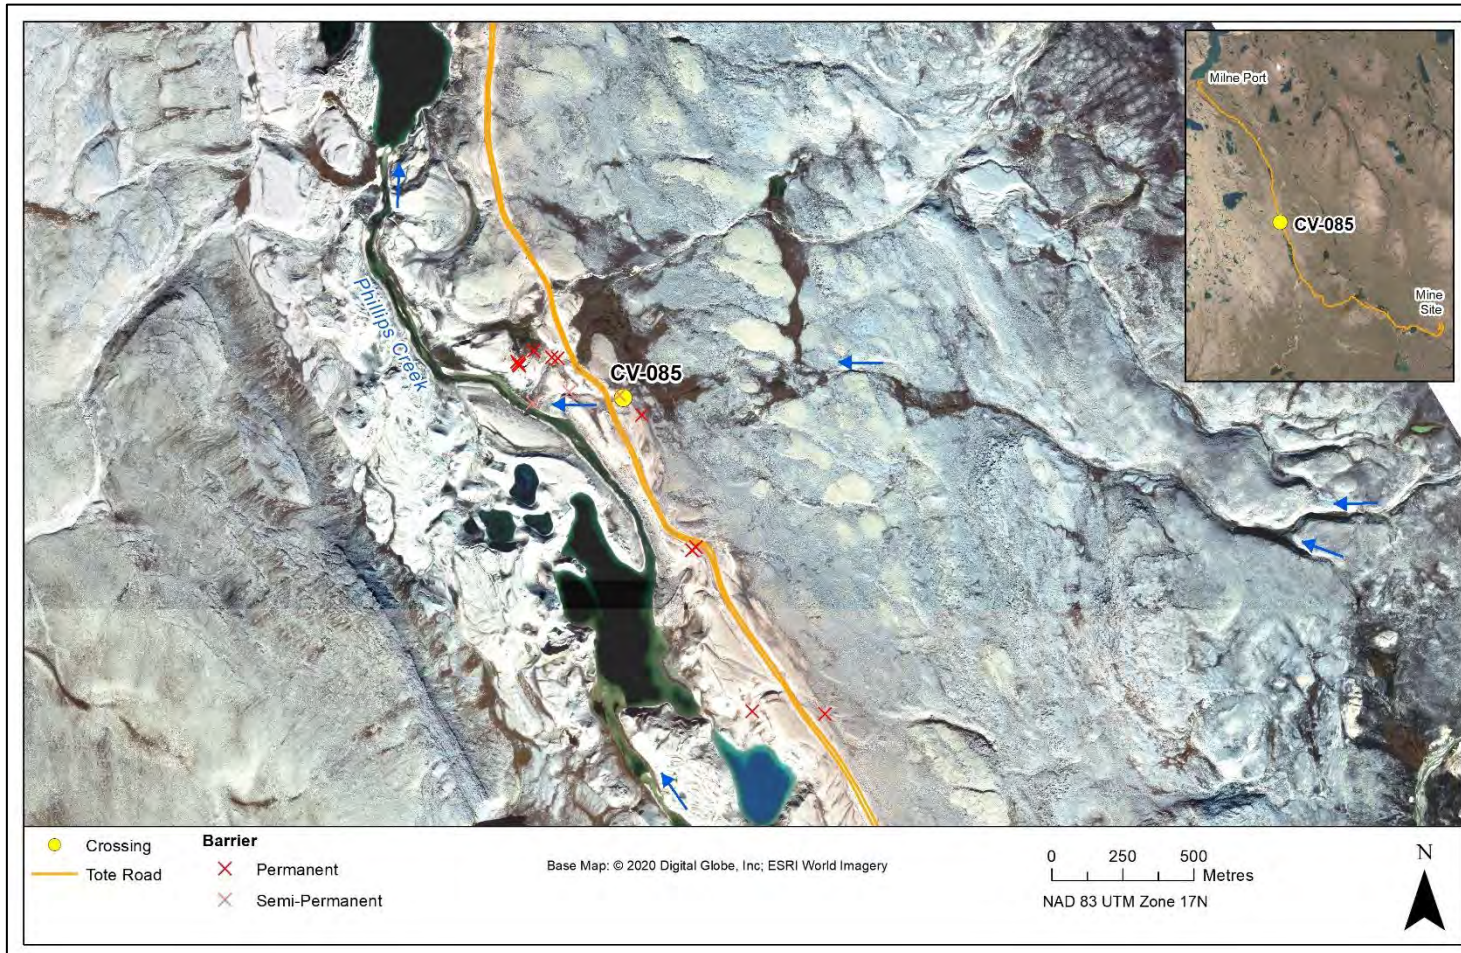 Milne Port
CV-085
Mine
Site
Phillips Creek
CV-085
Crossing
Tote Road
Barrier
Permanent
Semi-Permanent
Base Map: © 2020 Digital Globe, Inc; ESRI World Imagery
0 250 500
Metres
NAD 83 UTM Zone 17N
N